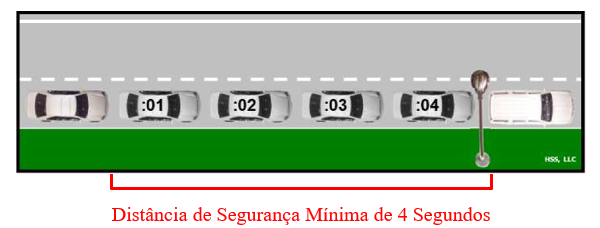 :01 :02 :03 :04
HSS, LLC
Distância de Segurança Mínima de 4 Segundos